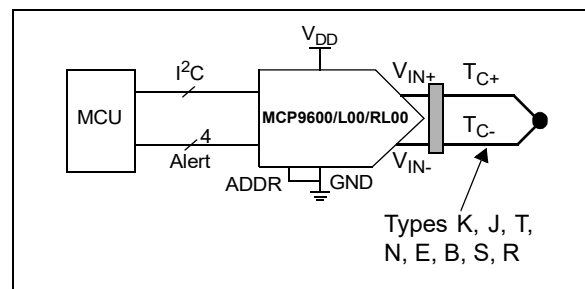 V_DD
I²C
V_IN+
T_C+
MCU
MCP9600/L00/RL00
T_C-
4
Alert
V_IN-
ADDR
GND
Types K, J, T,
N, E, B, S, R